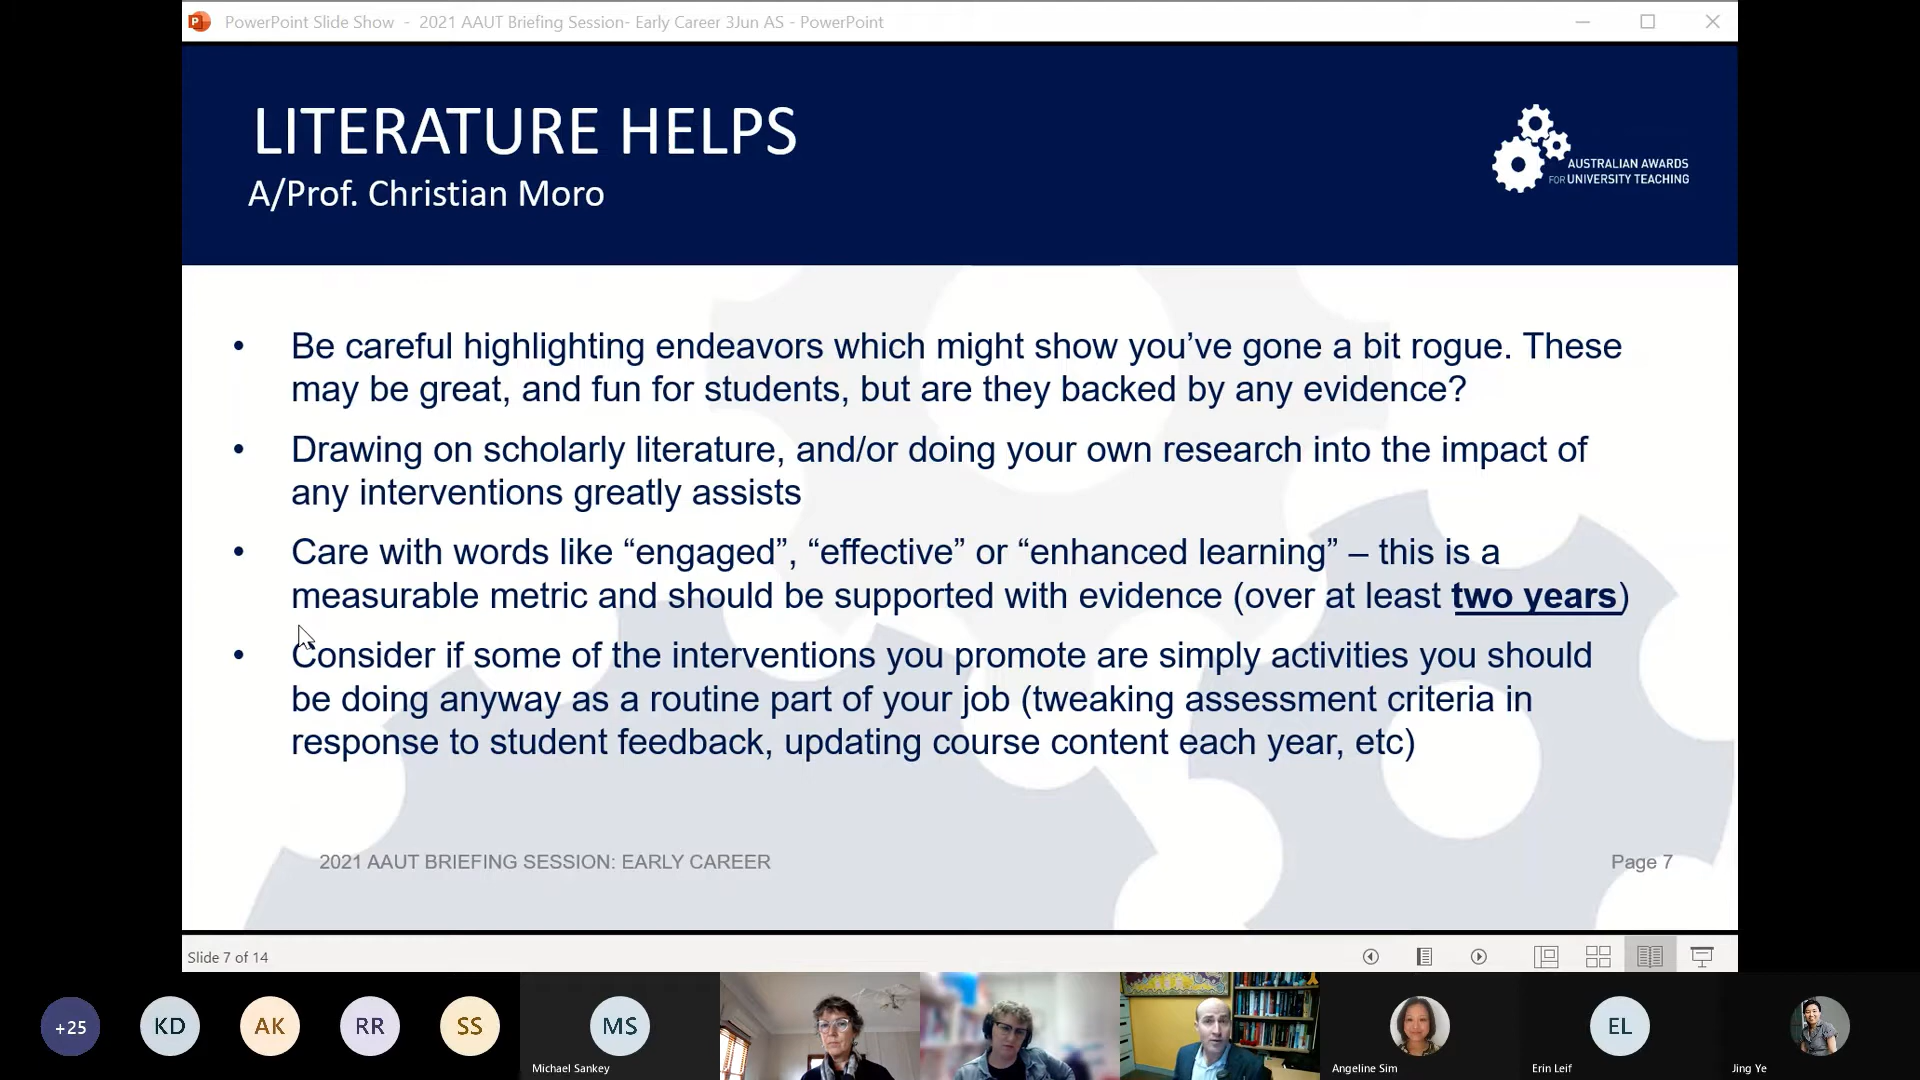 PowerPoint Slide Show - 2021 AAUT Briefing Session- Early Career 3Jun AS - PowerPoint
LITERATURE HELPS
A/Prof. Christian Moro
AUSTRALIAN AWARDS
FOR UNIVERSITY TEACHING
• Be careful highlighting endeavors which might show you’ve gone a bit rogue. These
may be great, and fun for students, but are they backed by any evidence?
• Drawing on scholarly literature, and/or doing your own research into the impact of
any interventions greatly assists
• Care with words like “engaged”, “effective” or “enhanced learning” – this is a
measurable metric and should be supported with evidence (over at least two years)
• Consider if some of the interventions you promote are simply activities you should
be doing anyway as a routine part of your job (tweaking assessment criteria in
response to student feedback, updating course content each year, etc)
2021 AAUT BRIEFING SESSION: EARLY CAREER
Page 7
Slide 7 of 14
+25
KD
AK
RR
SS
MS
Michael Sankey
Angeline Sim
EL
Erin Leif
Jing Ye